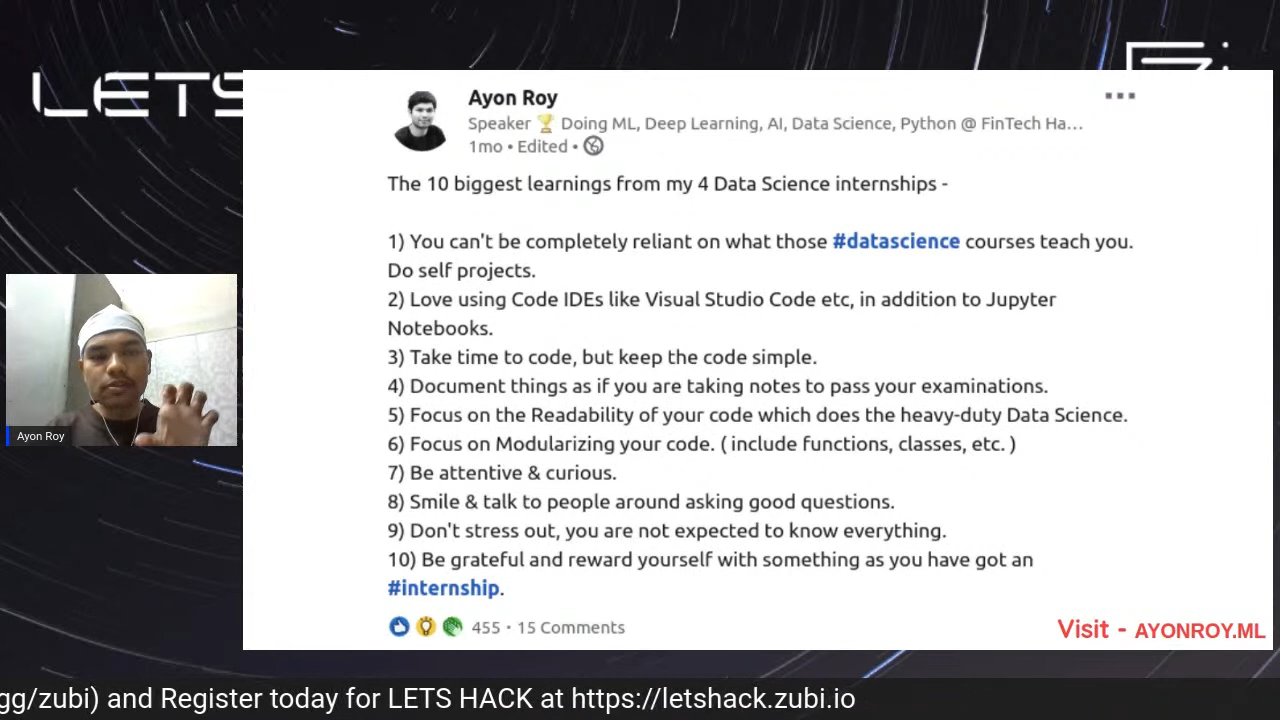 LETS
Ayon Roy
Speaker 🏆 Doing ML, Deep Learning, AI, Data Science, Python @ FinTech Ha...
1mo • Edited •
The 10 biggest learnings from my 4 Data Science internships -
1) You can't be completely reliant on what those #datascience courses teach you.
Do self projects.
2) Love using Code IDEs like Visual Studio Code etc, in addition to Jupyter
Notebooks.
3) Take time to code, but keep the code simple.
4) Document things as if you are taking notes to pass your examinations.
5) Focus on the Readability of your code which does the heavy-duty Data Science.
6) Focus on Modularizing your code. ( include functions, classes, etc. )
7) Be attentive & curious.
8) Smile & talk to people around asking good questions.
9) Don't stress out, you are not expected to know everything.
10) Be grateful and reward yourself with something as you have got an
#internship.
455 • 15 Comments
Visit - AYONROY.ML
Ayon Roy
gg/zubi) and Register today for LETS HACK at https://letshack.zubi.io